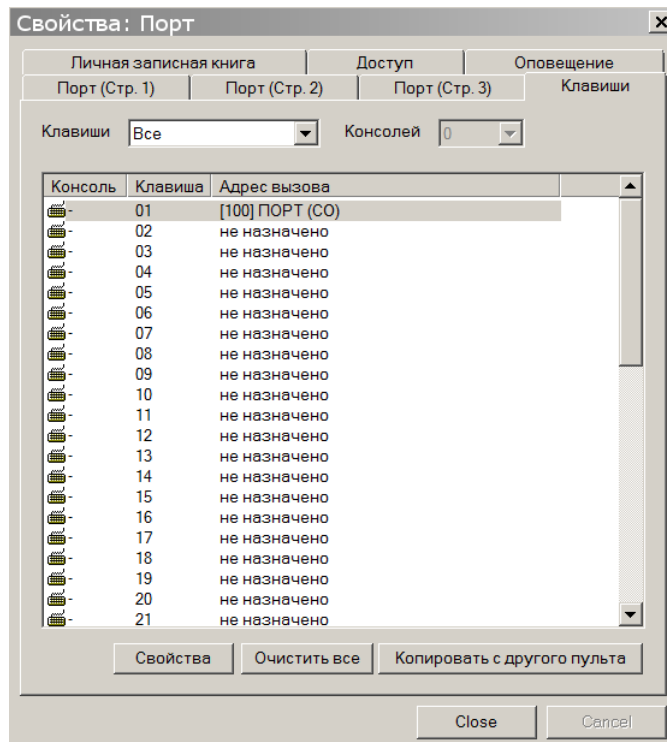 Свойства: Порт
Личная записная книга Доступ Оповещение
Порт (Стр. 1) Порт (Стр. 2) Порт (Стр. 3) Клавиши
Клавиши Все Консолей 0
Консоль Клавиша Адрес вызова
- 01 [100] ПОРТ (СО)
- 02 не назначено
- 03 не назначено
- 04 не назначено
- 05 не назначено
- 06 не назначено
- 07 не назначено
- 08 не назначено
- 09 не назначено
- 10 не назначено
- 11 не назначено
- 12 не назначено
- 13 не назначено
- 14 не назначено
- 15 не назначено
- 16 не назначено
- 17 не назначено
- 18 не назначено
- 19 не назначено
- 20 не назначено
- 21 не назначено
Свойства Очистить все Копировать с другого пульта
Close Cancel